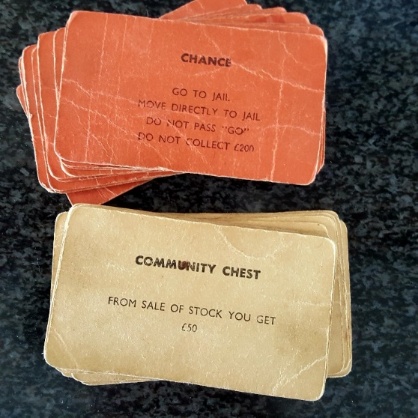 CHANCE
GO TO JAIL
MOVE DIRECTLY TO JAIL
DO NOT PASS "GO"
DO NOT COLLECT £200
COMMUNITY CHEST
FROM SALE OF STOCK YOU GET
£50